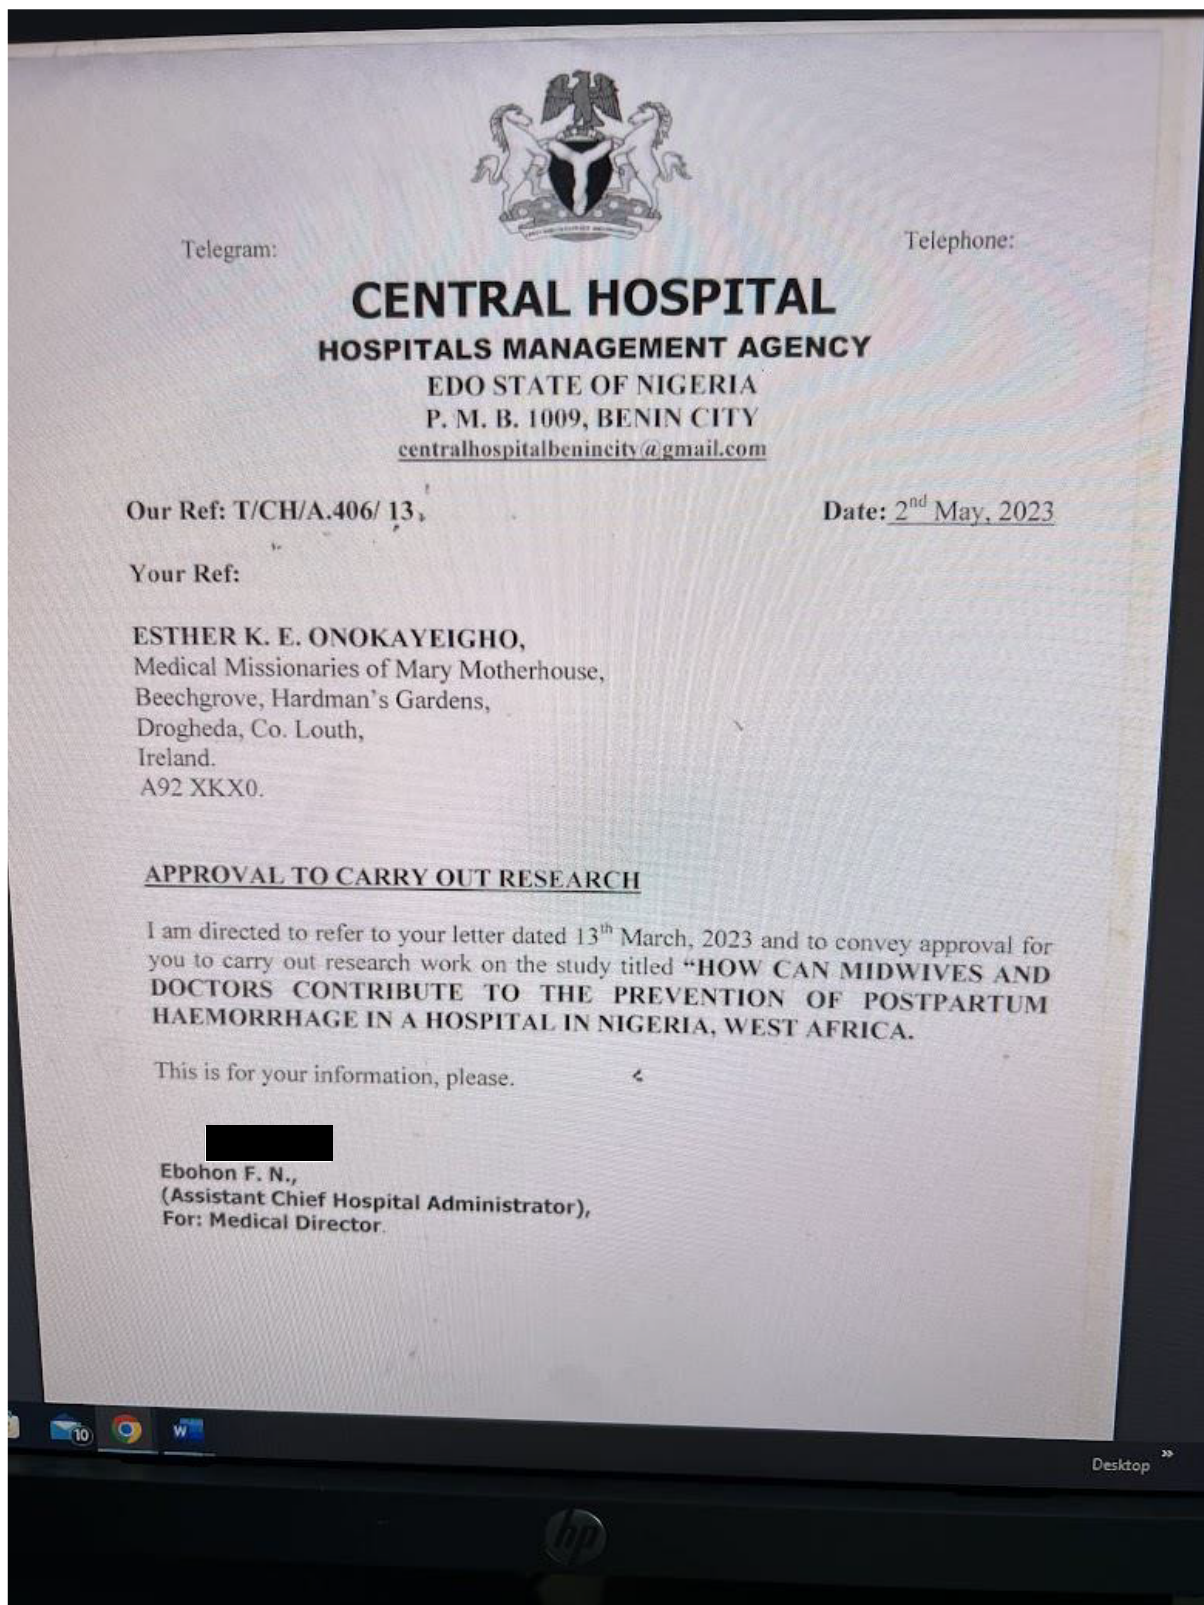 Telegram:
Telephone:
CENTRAL HOSPITAL
HOSPITALS MANAGEMENT AGENCY
EDO STATE OF NIGERIA
P. M. B. 1009, BENIN CITY
centralhospitalbenincity@gmail.com
Our Ref: T/CH/A.406/ 13,
Date: 2nd May, 2023
Your Ref:
ESTHER K. E. ONOKAYEIGHO,
Medical Missionaries of Mary Motherhouse,
Beechgrove, Hardman's Gardens,
Drogheda, Co. Louth,
Ireland.
A92 XKX0.
APPROVAL TO CARRY OUT RESEARCH
I am directed to refer to your letter dated 13th March, 2023 and to convey approval for
you to carry out research work on the study titled “HOW CAN MIDWIVES AND
DOCTORS CONTRIBUTE TO THE PREVENTION OF POSTPARTUM
HAEMORRHAGE IN A HOSPITAL IN NIGERIA, WEST AFRICA.
This is for your information, please.
Ebohon F. N.,
(Assistant Chief Hospital Administrator),
For: Medical Director.
10
W
Desktop
hp